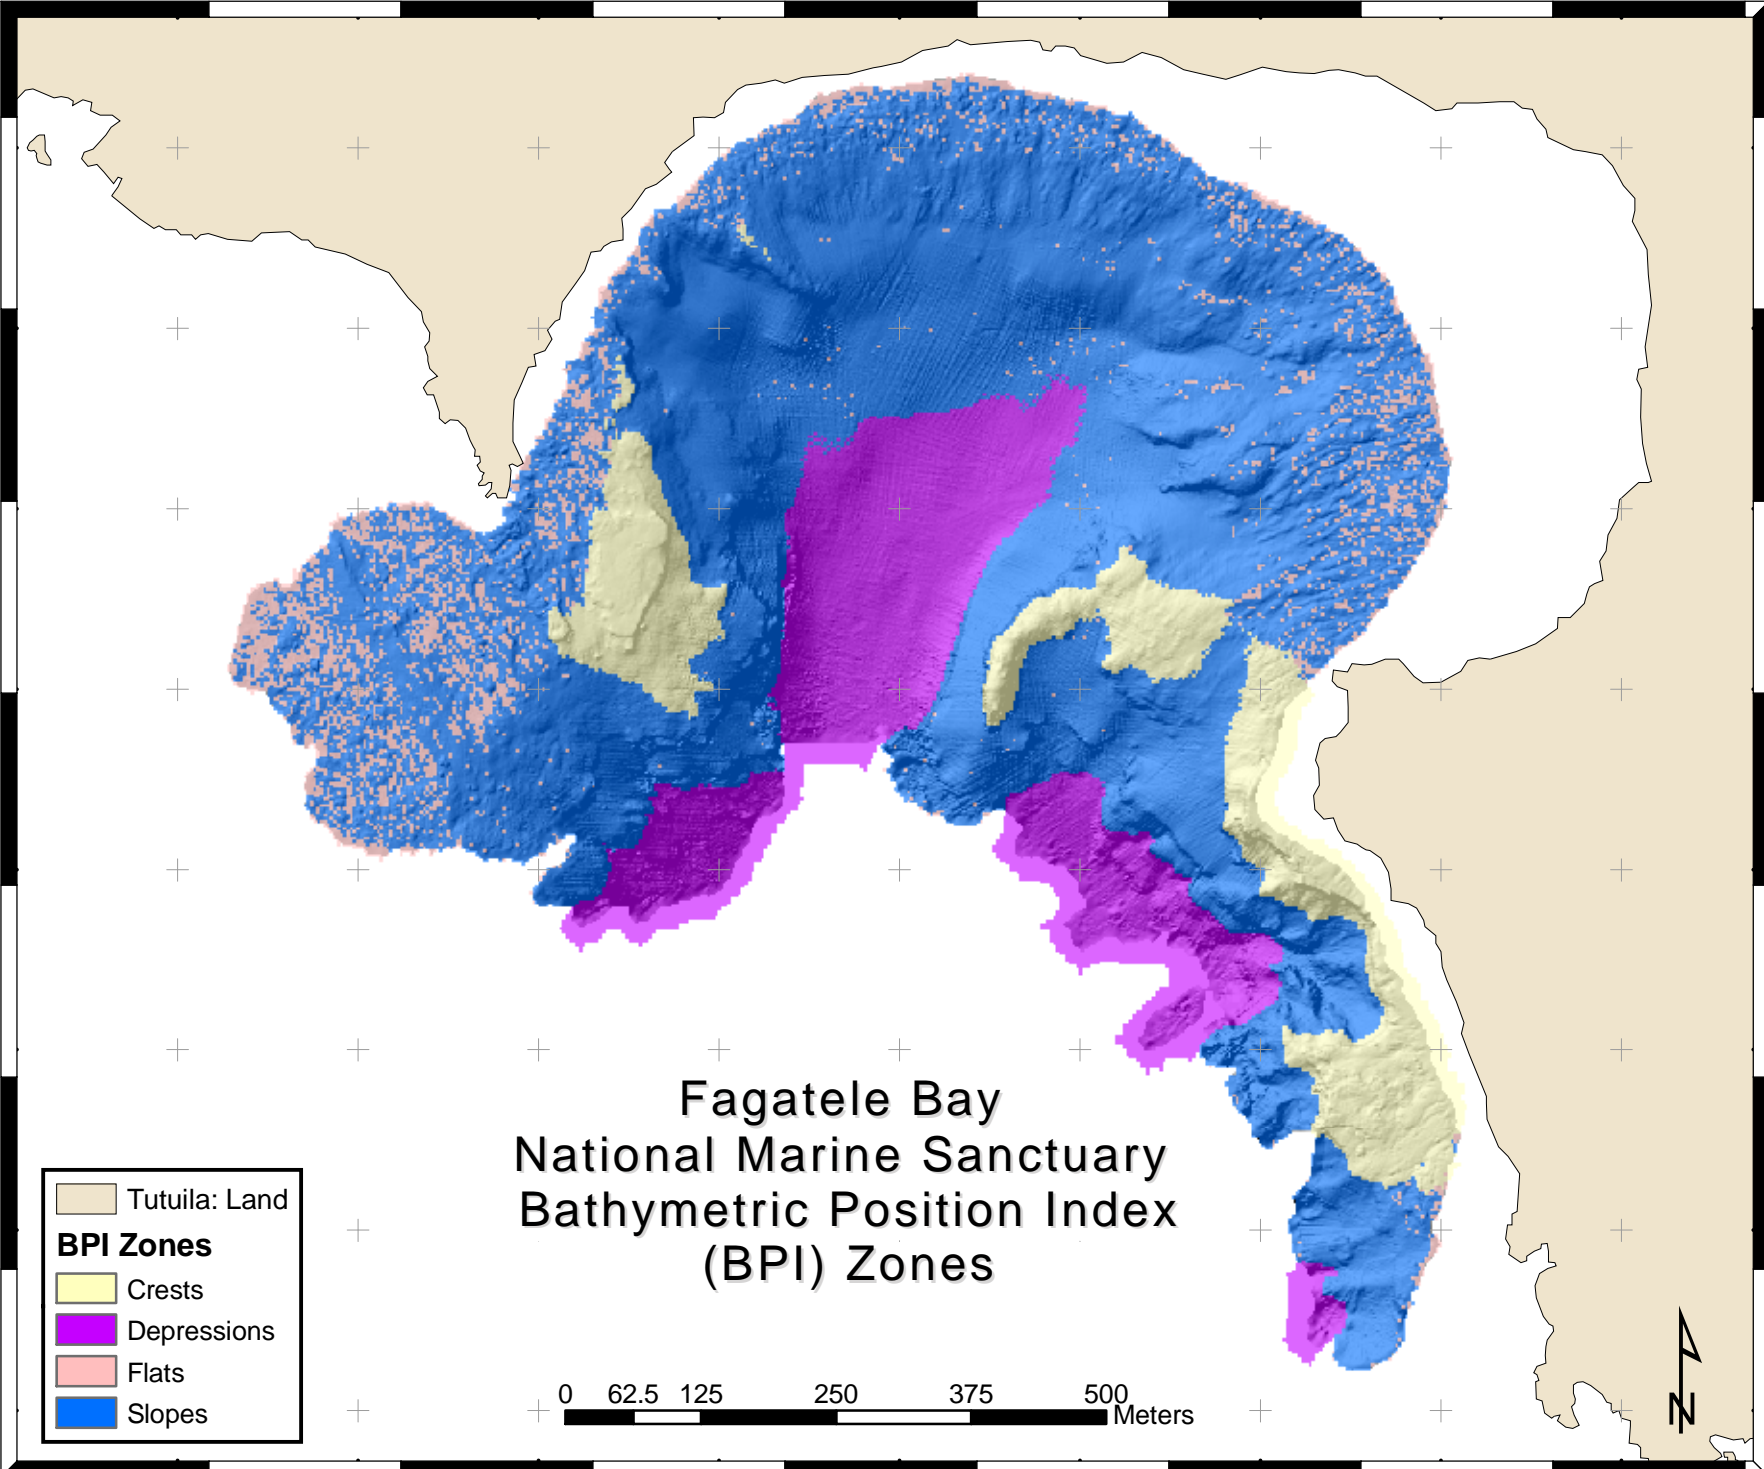 Fagatele Bay
National Marine Sanctuary
Bathymetric Position Index
(BPI) Zones
Tutuila: Land
BPI Zones
Crests
Depressions
Flats
Slopes
0 62.5 125 250 375 500
Meters
N